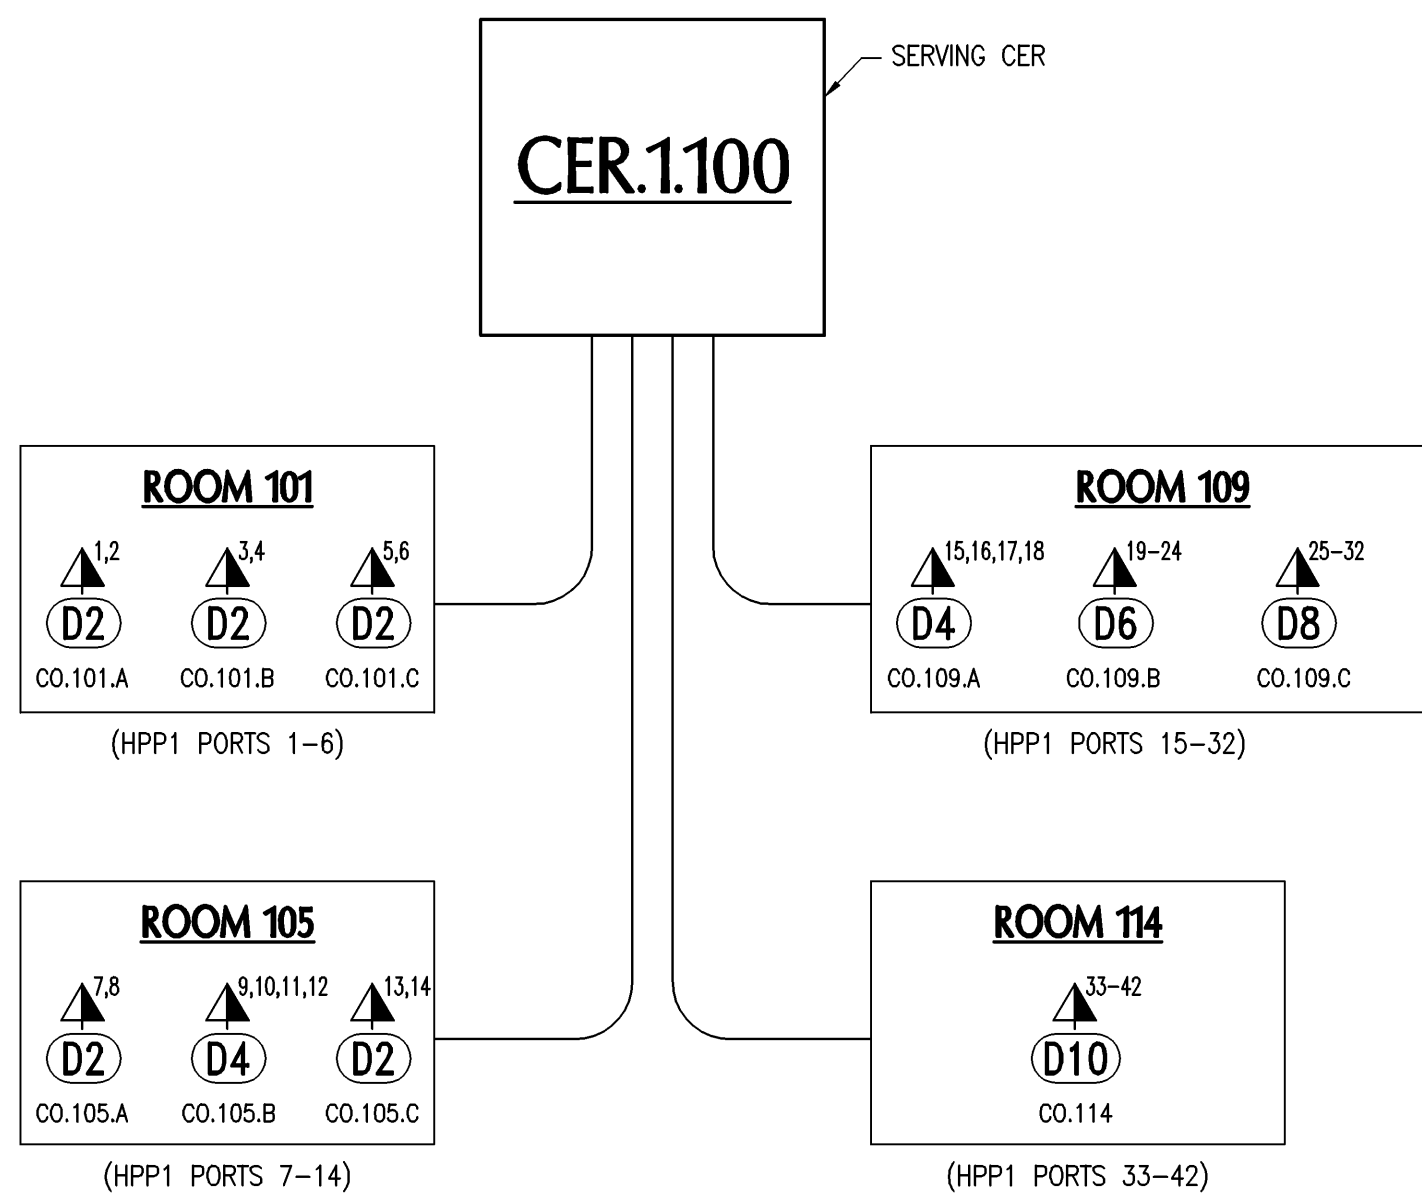 SERVING CER
CER.1.100
ROOM 101
1,2
3,4
5,6
D2
D2
D2
CO.101.A
CO.101.B
CO.101.C
(HPP1 PORTS 1-6)
ROOM 109
15,16,17,18
19-24
25-32
D4
D6
D8
CO.109.A
CO.109.B
CO.109.C
(HPP1 PORTS 15-32)
ROOM 105
7,8
9,10,11,12
13,14
D2
D4
D2
CO.105.A
CO.105.B
CO.105.C
(HPP1 PORTS 7-14)
ROOM 114
33-42
D10
CO.114
(HPP1 PORTS 33-42)